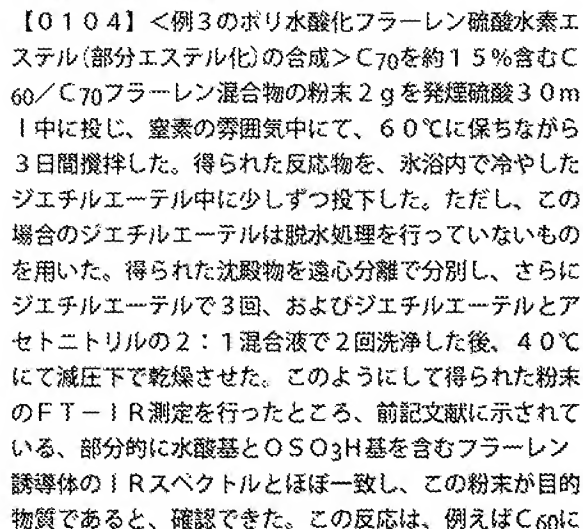 【０１０４】＜例３のポリ水酸化フラーレン硫酸水素エ
ステル（部分エステル化）の合成＞C70を約１５％含むC
60／C70フラーレン混合物の粉末２ｇを発煙硫酸３０ｍ
ｌ中に投じ、窒素の雰囲気中にて、６０℃に保ちながら
３日間攪拌した。得られた反応物を、氷浴内で冷やした
ジエチルエーテル中に少しずつ投下した。ただし、この
場合のジエチルエーテルは脱水処理を行っていないもの
を用いた。得られた沈殿物を遠心分離で分別し、さらに
ジエチルエーテルで３回、およびジエチルエーテルとア
セトニトリルの２：１混合液で２回洗浄した後、４０℃
にて減圧下で乾燥させた。このようにして得られた粉末
のＦＴ－ＩＲ測定を行ったところ、前記文献に示されて
いる、部分的に水酸基とＯＳＯ3Ｈ基を含むフラーレン
誘導体のＩＲスペクトルとほぼ一致し、この粉末が目的
物質であると、確認できた。この反応は、例えばC60に